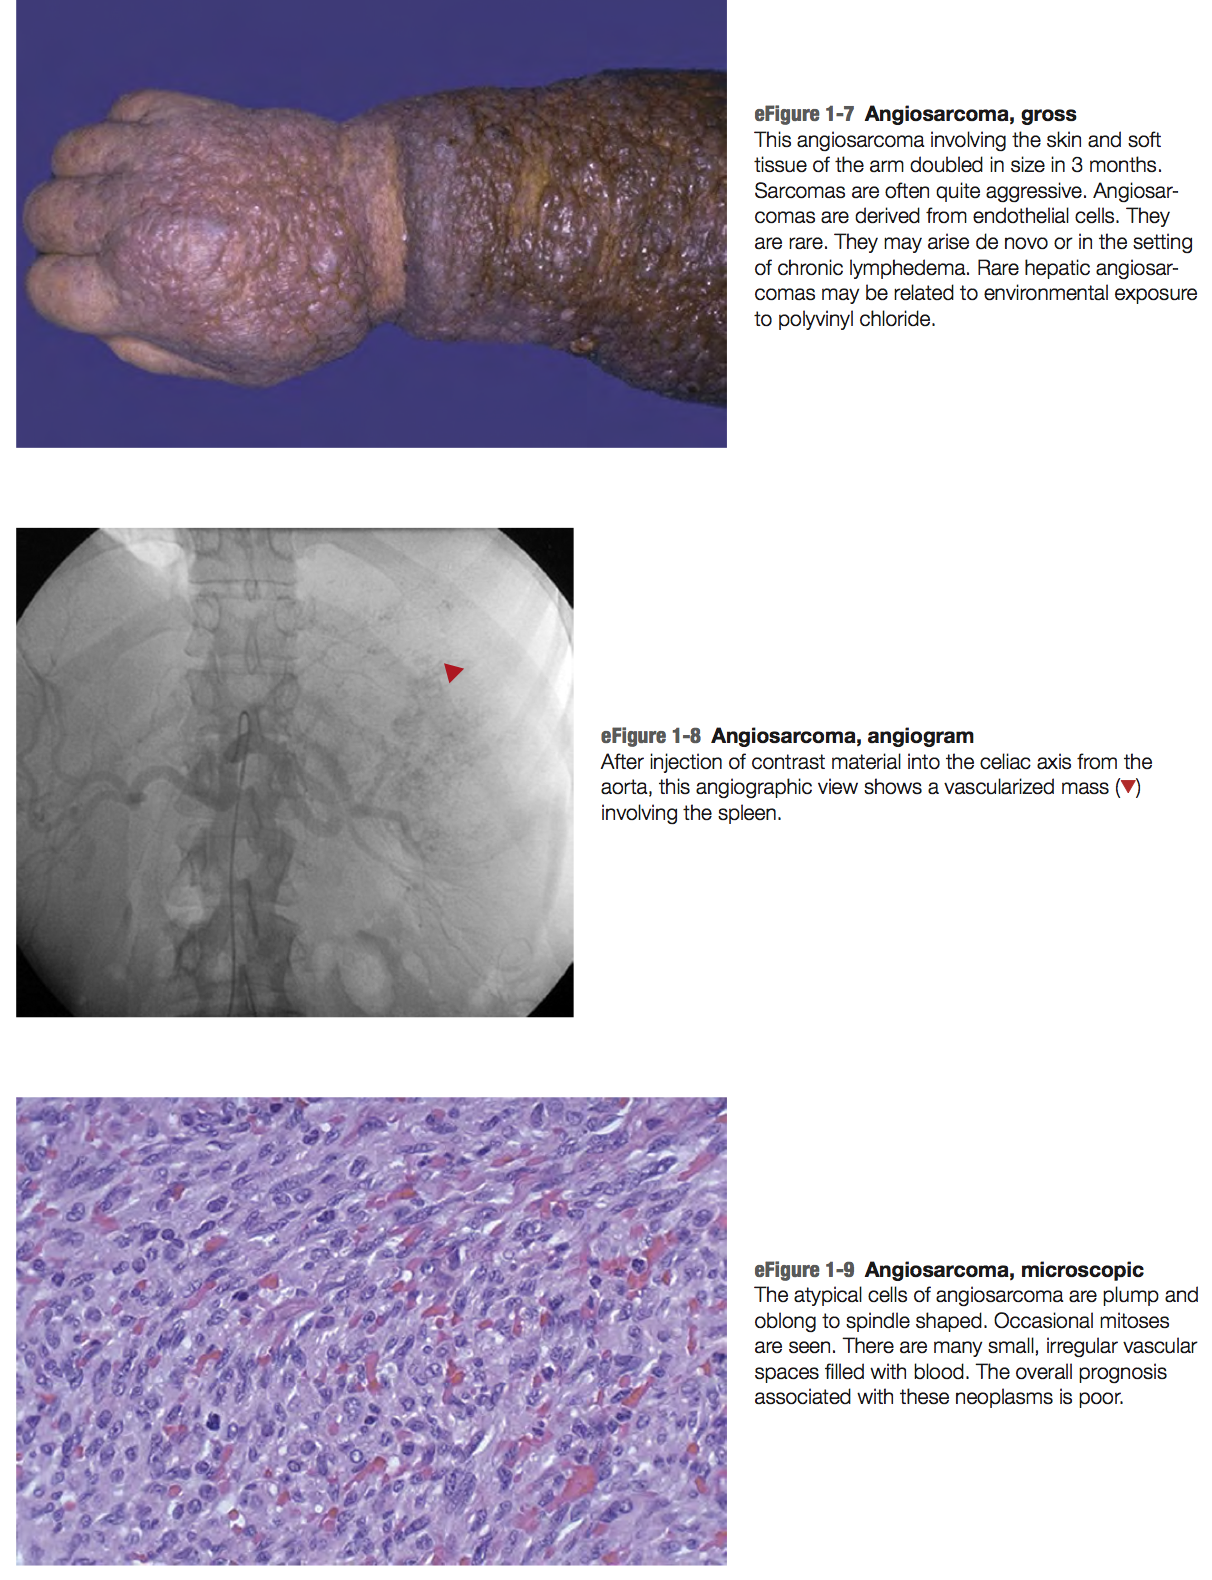 eFigure 1-7 Angiosarcoma, gross
This angiosarcoma involving the skin and soft
tissue of the arm doubled in size in 3 months.
Sarcomas are often quite aggressive. Angiosar-
comas are derived from endothelial cells. They
are rare. They may arise de novo or in the setting
of chronic lymphedema. Rare hepatic angiosar-
comas may be related to environmental exposure
to polyvinyl chloride.
eFigure 1-8 Angiosarcoma, angiogram
After injection of contrast material into the celiac axis from the
aorta, this angiographic view shows a vascularized mass (▼)
involving the spleen.
eFigure 1-9 Angiosarcoma, microscopic
The atypical cells of angiosarcoma are plump and
oblong to spindle shaped. Occasional mitoses
are seen. There are many small, irregular vascular
spaces filled with blood. The overall prognosis
associated with these neoplasms is poor.